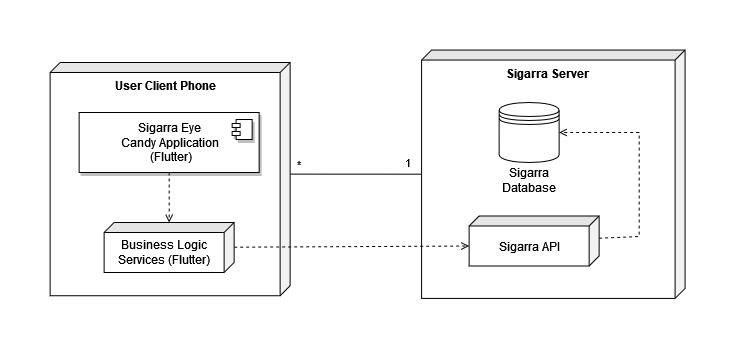 User Client Phone
Sigarra Eye
Candy Application
(Flutter)
Business Logic
Services (Flutter)
*
1
Sigarra Server
Sigarra
Database
Sigarra API